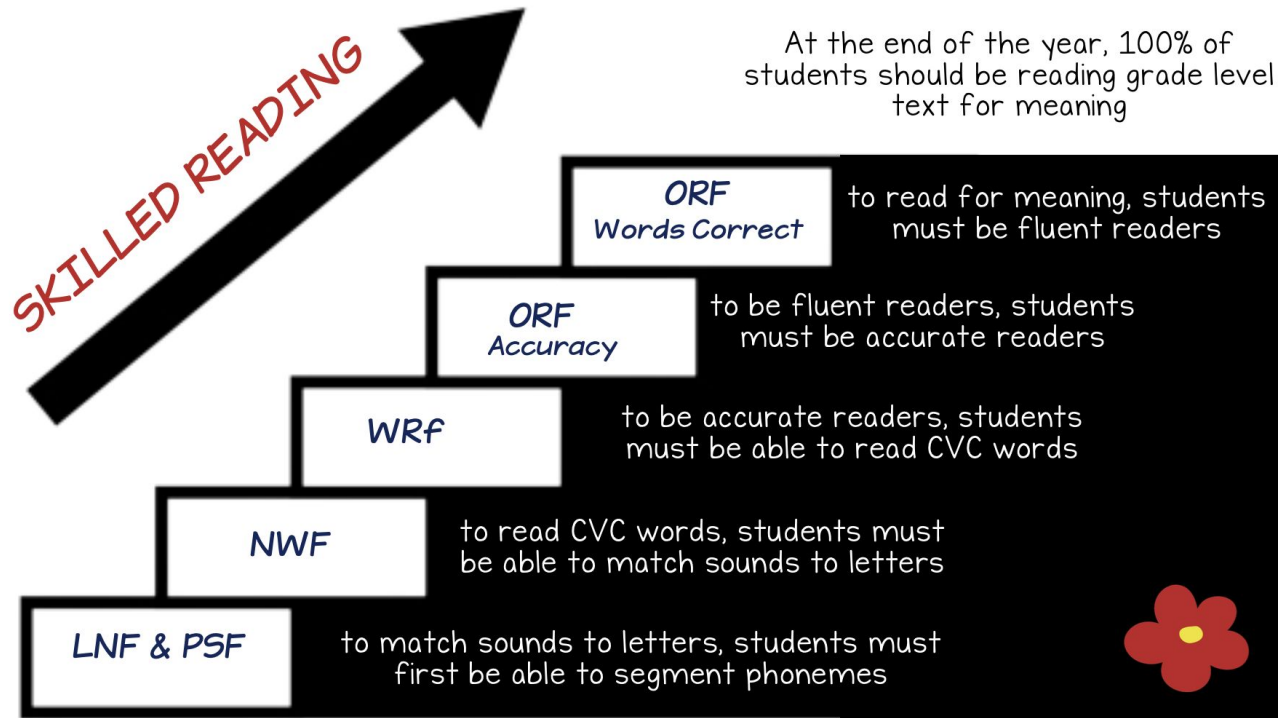 SKILLED READING
At the end of the year, 100% of
students should be reading grade level
text for meaning
ORF
Words Correct
to read for meaning, students
must be fluent readers
ORF
Accuracy
to be fluent readers, students
must be accurate readers
WRf
to be accurate readers, students
must be able to read CVC words
NWF
to read CVC words, students must
be able to match sounds to letters
LNF & PSF
to match sounds to letters, students must
first be able to segment phonemes